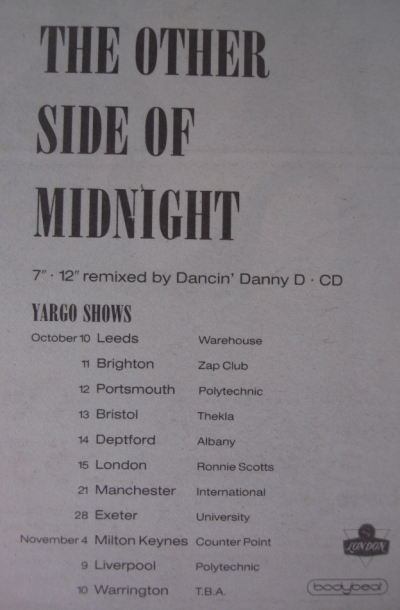 THE OTHER
SIDE OF
MIDNIGHT
7" · 12" remixed by Dancin' Danny D · CD
YARGO SHOWS
October 10 Leeds Warehouse
11 Brighton Zap Club
12 Portsmouth Polytechnic
13 Bristol Thekla
14 Deptford Albany
15 London Ronnie Scotts
21 Manchester International
28 Exeter University
November 4 Milton Keynes Counter Point
9 Liverpool Polytechnic
10 Warrington T.B.A.
LONDON
bodybeat